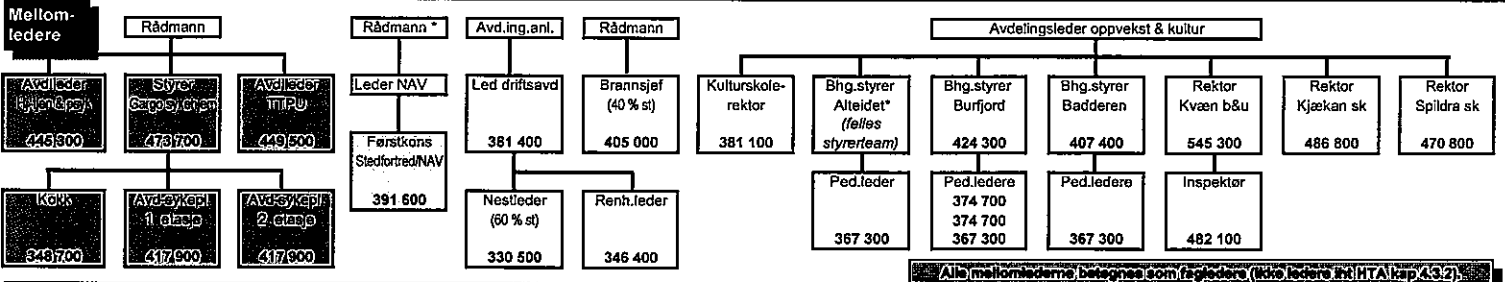 Mellom-
ledere
Rådmann
Avd.leder
Hj.tjen & psyk
445 300
Styrer
Gargo sykehjem
473 700
Avd.leder
TTPU
449 500
Kokk
348 700
Avd-sykepl.
1. etasje
417 900
Avd-sykepl.
2. etasje
417 900
Rådmann *
Leder NAV
Førstkons
Stedfortred/NAV
391 600
Avd.ing.anl.
Led driftsavd
381 400
Nestleder
(60 % st)
330 500
Renh.leder
346 400
Rådmann
Brannsjef
(40 % st)
405 000
Avdelingsleder oppvekst & kultur
Kulturskole-
rektor
381 100
Bhg.styrer
Alteidet*
(felles
styrerteam)
Ped.leder
367 300
Bhg.styrer
Burfjord
424 300
Ped.ledere
374 700
374 700
367 300
Bhg.styrer
Badderen
407 400
Ped.ledere
367 300
Rektor
Kvæn b&u
545 300
Inspektør
482 100
Rektor
Kjækan sk
486 800
Rektor
Spildra sk
470 800
Alle mellomlederne betegnes som fagledere (ikke ledere iht HTA kap 4.3.2).